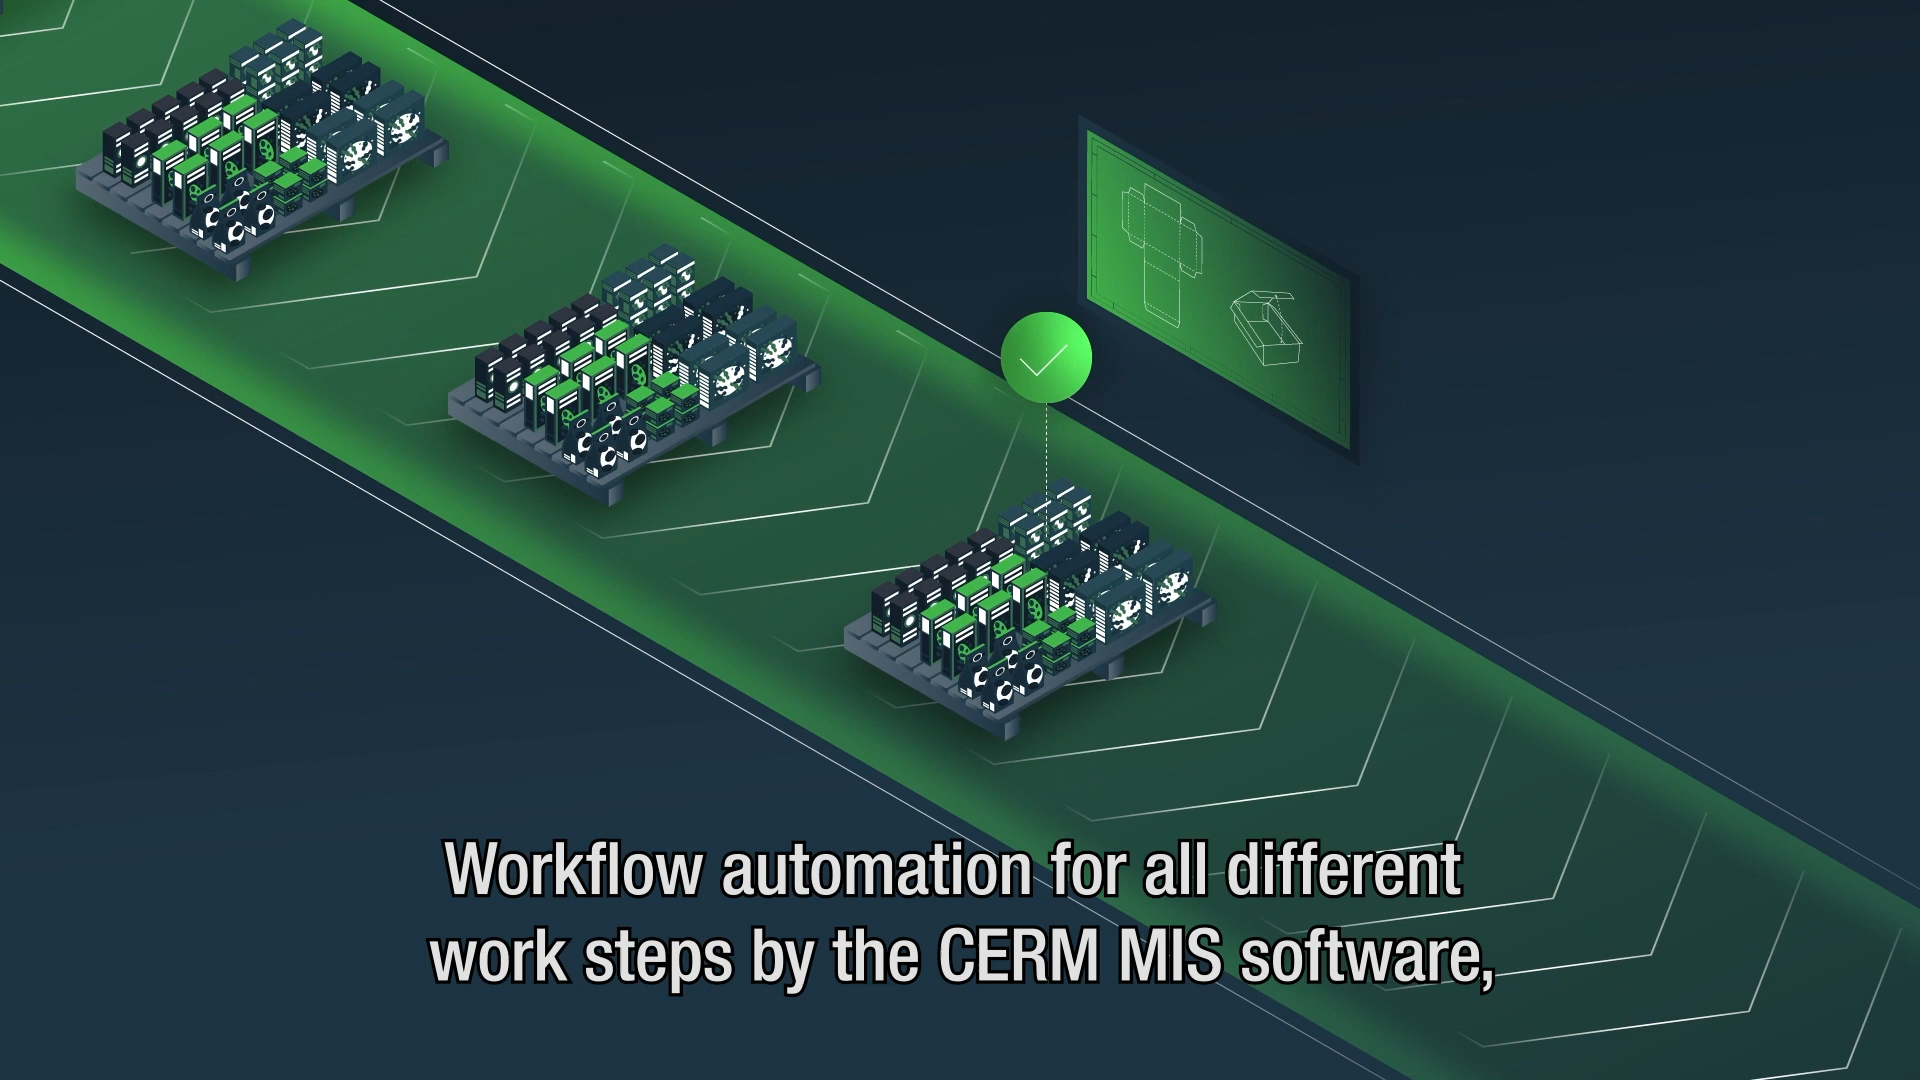 Workflow automation for all different
work steps by the CERM MIS software,